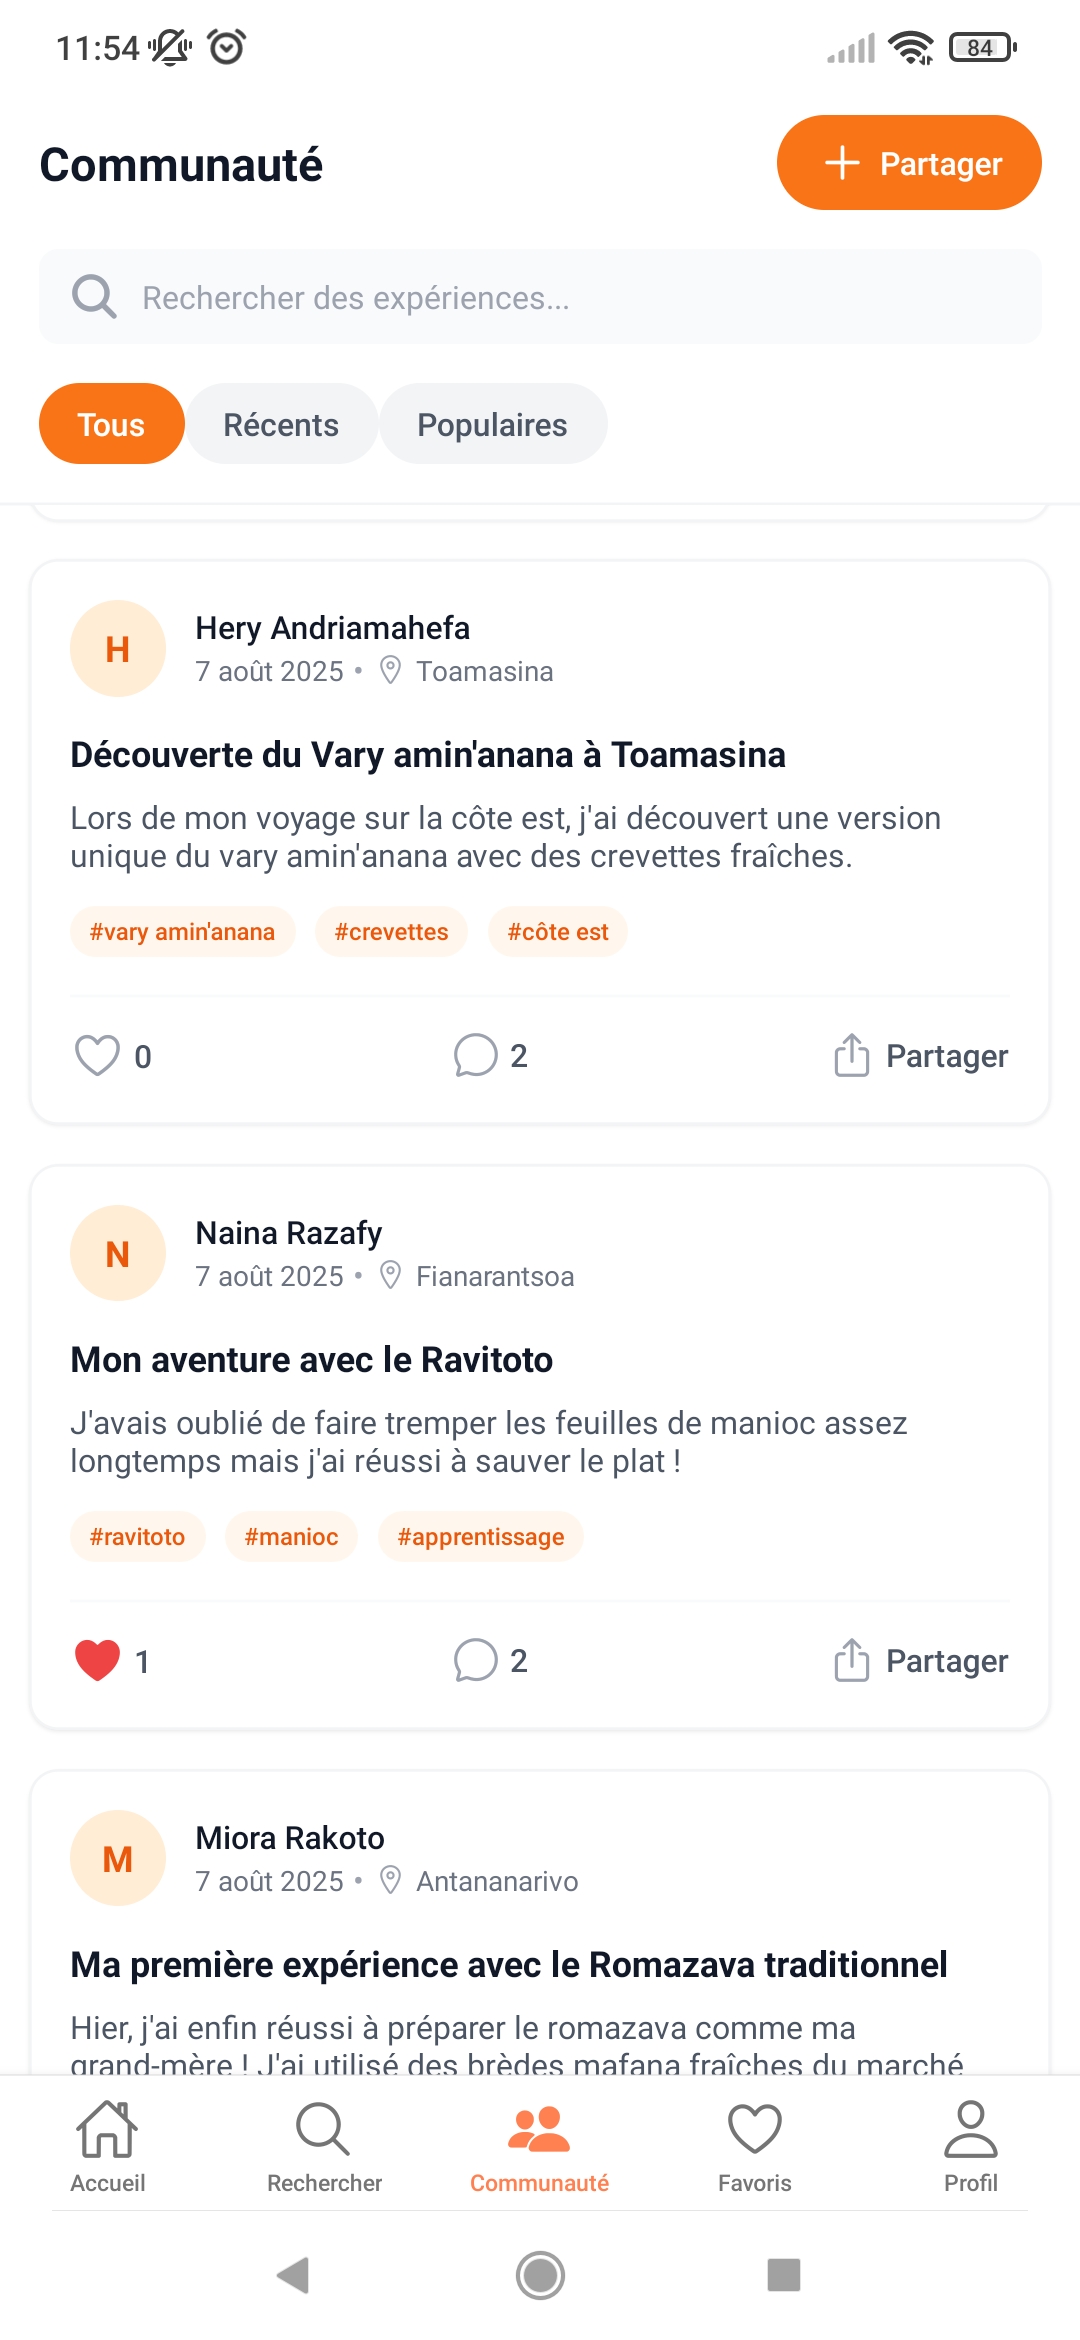 11:54
84
Communauté
Partager
Rechercher des expériences...
Tous
Récents
Populaires
H
Hery Andriamahefa
7 août 2025 • Toamasina
Découverte du Vary amin'anana à Toamasina
Lors de mon voyage sur la côte est, j'ai découvert une version
unique du vary amin'anana avec des crevettes fraîches.
#vary amin'anana
#crevettes
#côte est
0
2
Partager
N
Naina Razafy
7 août 2025 • Fianarantsoa
Mon aventure avec le Ravitoto
J'avais oublié de faire tremper les feuilles de manioc assez
longtemps mais j'ai réussi à sauver le plat !
#ravitoto
#manioc
#apprentissage
1
2
Partager
M
Miora Rakoto
7 août 2025 • Antananarivo
Ma première expérience avec le Romazava traditionnel
Hier, j'ai enfin réussi à préparer le romazava comme ma
grand-mère ! J'ai utilisé des brèdes mafana fraîches du marché
Accueil
Rechercher
Communauté
Favoris
Profil